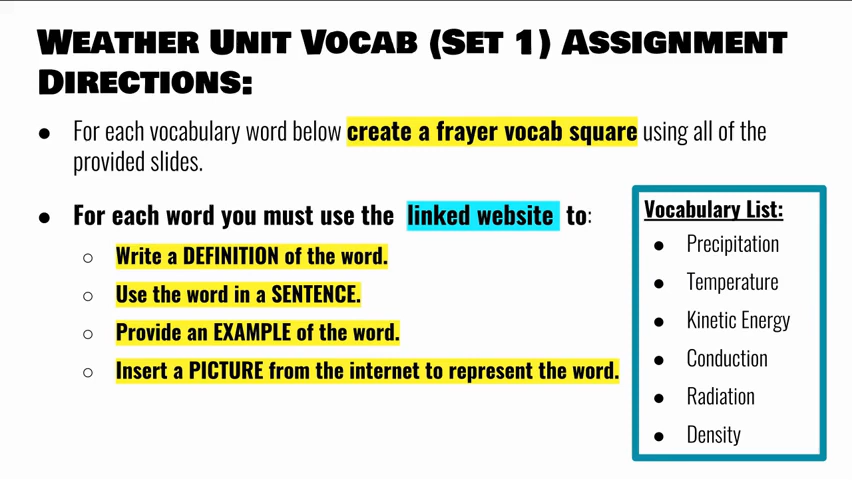 WEATHER UNIT VOCAB (SET 1) ASSIGNMENT
DIRECTIONS:
● For each vocabulary word below create a frayer vocab square using all of the
provided slides.
● For each word you must use the linked website to:
○ Write a DEFINITION of the word.
○ Use the word in a SENTENCE.
○ Provide an EXAMPLE of the word.
○ Insert a PICTURE from the internet to represent the word.
Vocabulary List:
● Precipitation
● Temperature
● Kinetic Energy
● Conduction
● Radiation
● Density